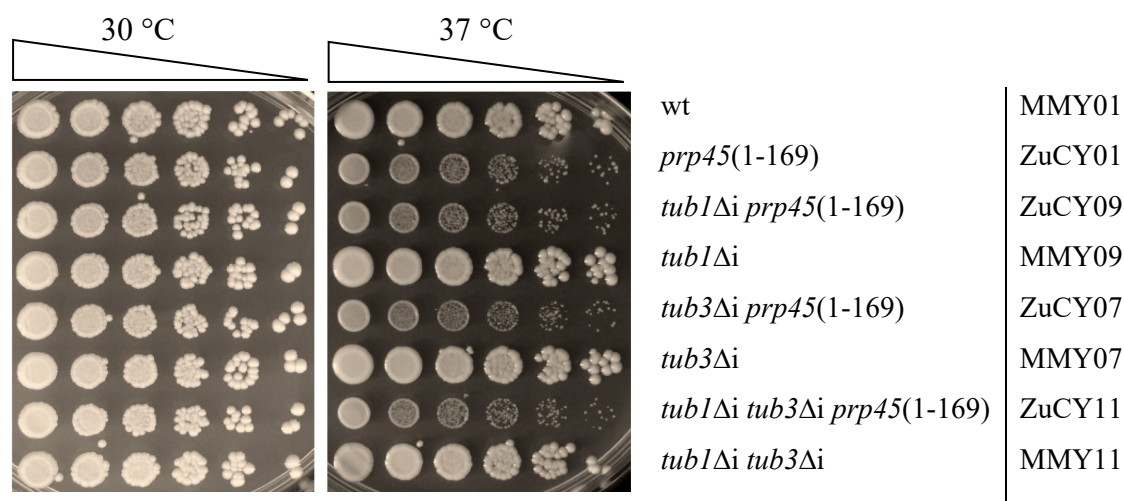 30 °C
37 °C
wt MMY01
prp45(1-169) ZuCY01
tub1Δi prp45(1-169) ZuCY09
tub1Δi MMY09
tub3Δi prp45(1-169) ZuCY07
tub3Δi MMY07
tub1Δi tub3Δi prp45(1-169) ZuCY11
tub1Δi tub3Δi MMY11